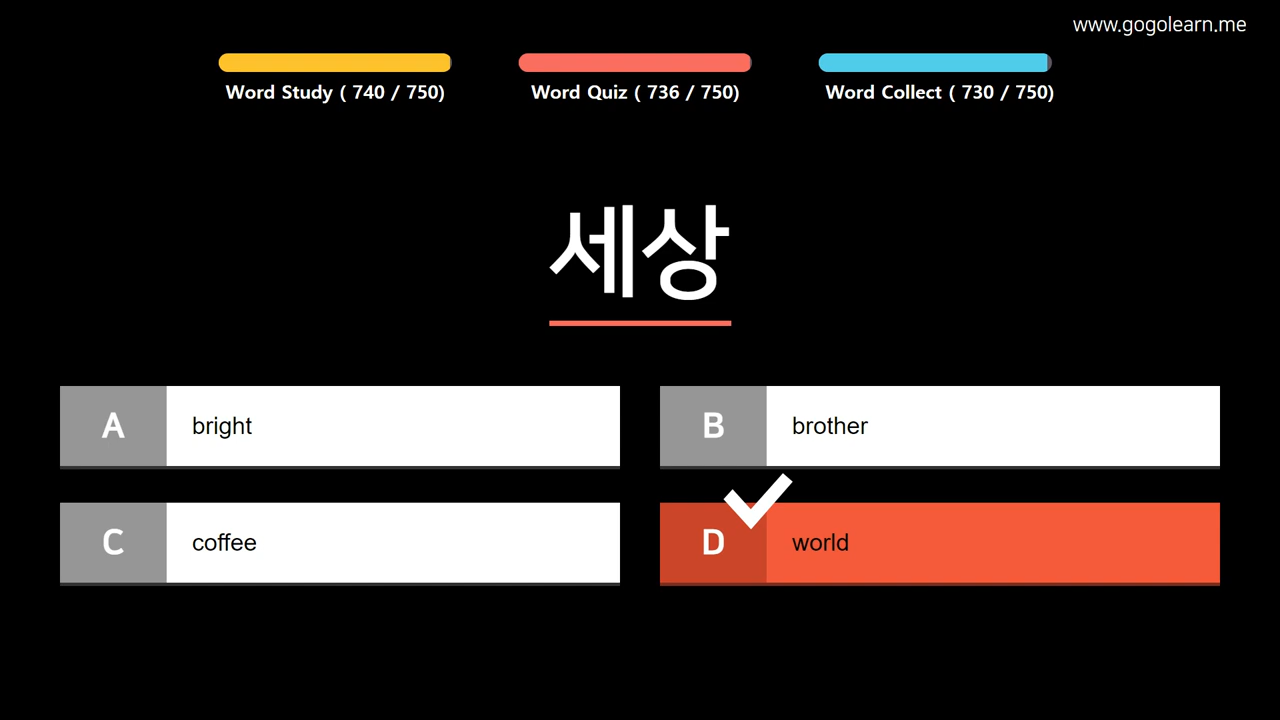 www.gogolearn.me
Word Study ( 740 / 750)
Word Quiz ( 736 / 750)
Word Collect ( 730 / 750)
세상
A bright
B brother
C coffee
D world